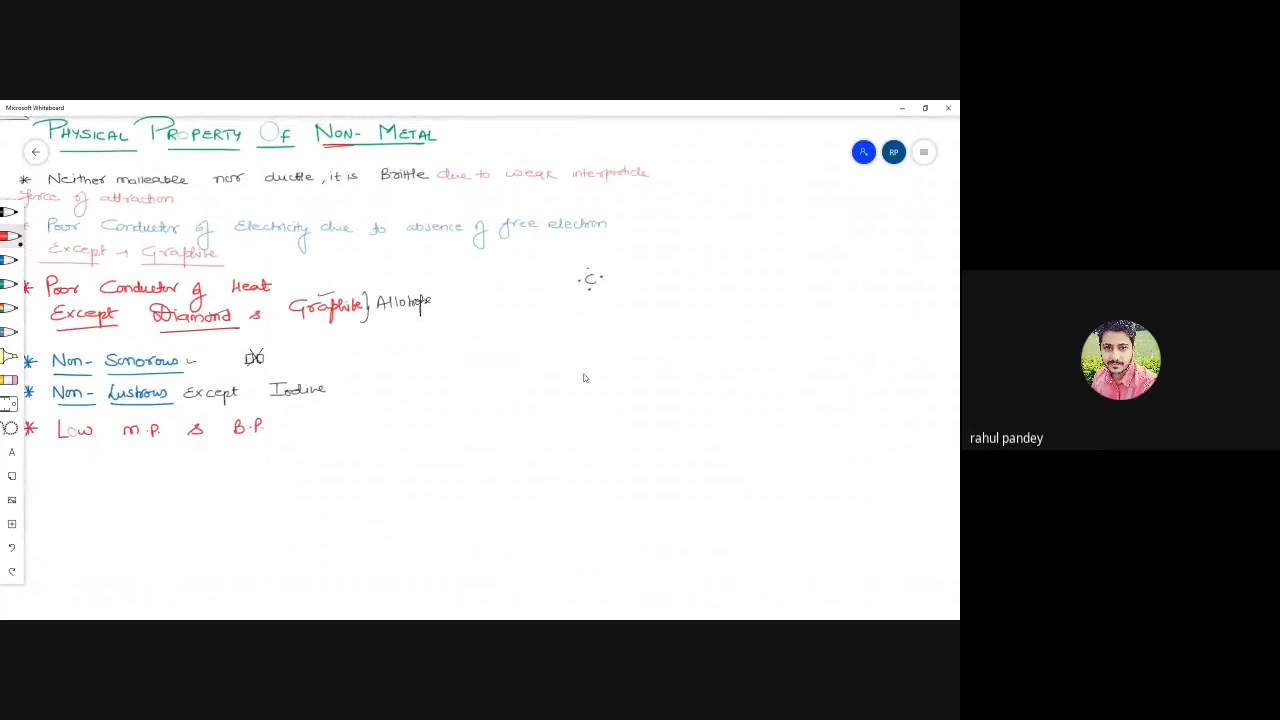 Microsoft Whiteboard
PHYSICAL PROPERTY OF NON-METAL
RP
* Neither malleable nor ductile, it is Brittle due to weak interparticle
force of attraction
* Poor Conductor of Electricity due to absence of free electron
Except → Graphite
* Poor Conductor of Heat
Except Diamond & Graphite } Allotrope
C
* Non-Sonorous
* Non-Lustrous Except Iodine
* Low m.p. & B.P.
A
rahul pandey